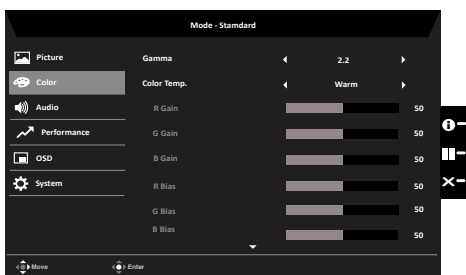 Mode - Standard
Picture
Gamma 2.2
Color
Color Temp. Warm
Audio
R Gain 50
Performance
G Gain 50
OSD
B Gain 50
System
R Bias 50
G Bias 50
B Bias 50
Move Enter